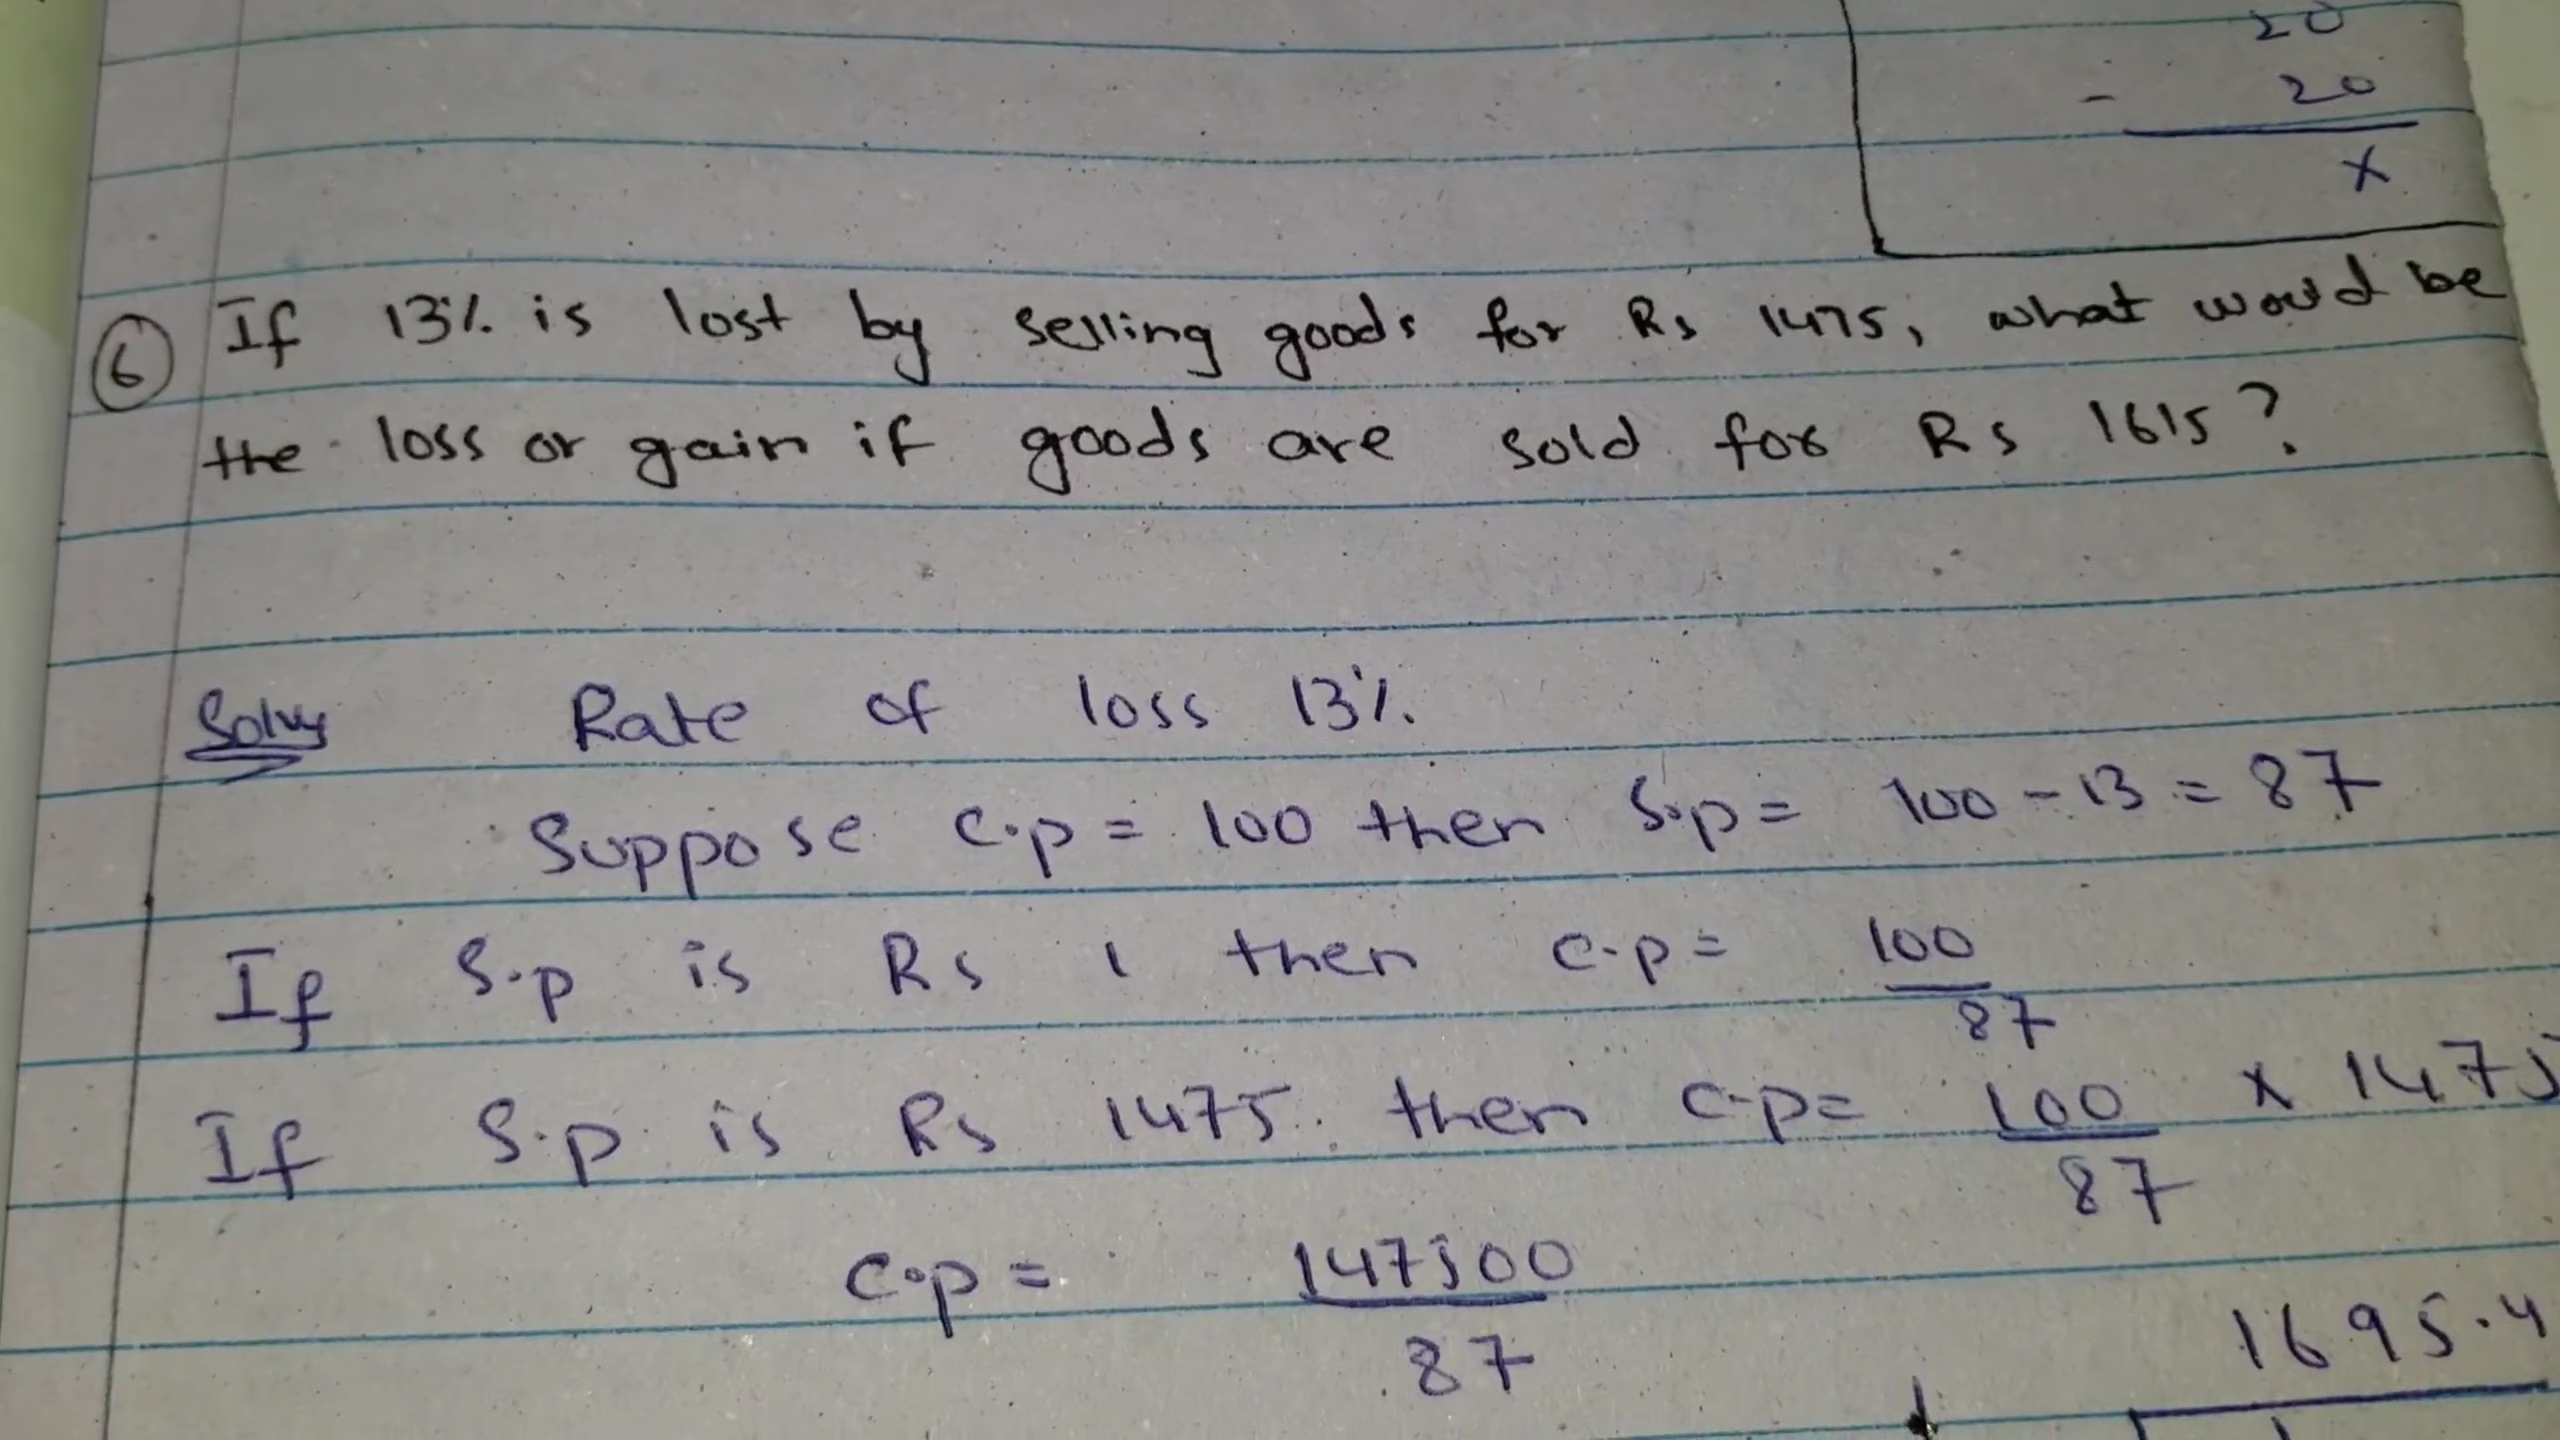 20
- 20
x
6 If 13% is lost by selling goods for Rs 1475, what would be
the loss or gain if goods are sold for Rs 1615?
Rate of loss 13%.
Suppose C.p = 100 then S.p = 100 - 13 = 87
If S.p is Rs 1 then C.p = 100
87
If S.p is Rs 1475 then C.p = 100 x 1475
87
C.p = 147500
87
1695.4